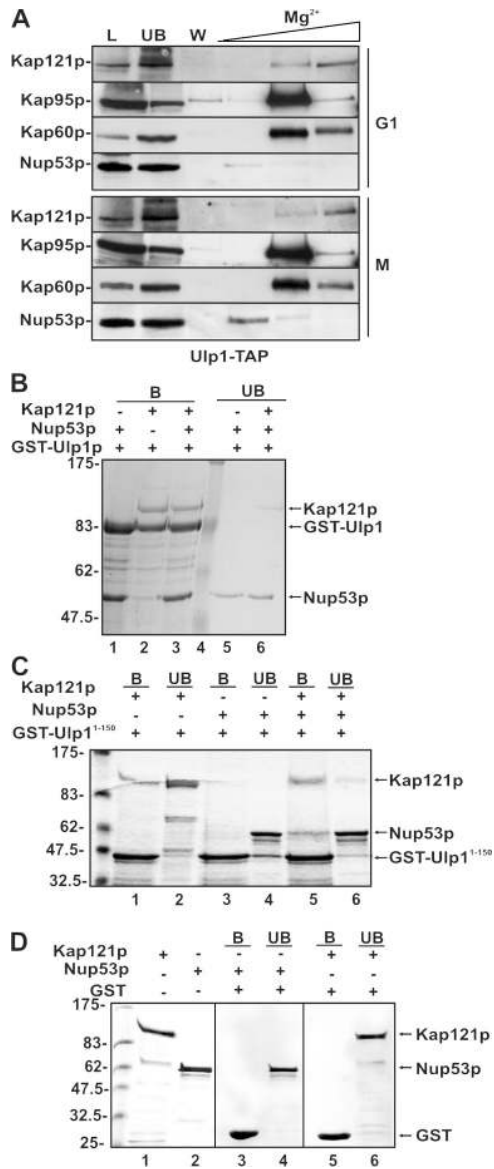 A
Mg²⁺
L UB W
Kap121p-
Kap95p-
Kap60p-
Nup53p-
G1
Kap121p-
Kap95p-
Kap60p-
Nup53p-
M
Ulp1-TAP
B
B UB
Kap121p - + + - +
Nup53p + - + + +
GST-Ulp1p + + + + +
175-
83-
62-
47.5-
←Kap121p
←GST-Ulp1
←Nup53p
1 2 3 4 5 6
C
B UB B UB B UB
Kap121p + + - - + +
Nup53p - - + + + +
GST-Ulp1¹⁻¹⁵⁰ + + + + + +
175-
83-
62-
47.5-
32.5-
←Kap121p
←Nup53p
←GST-Ulp1¹⁻¹⁵⁰
1 2 3 4 5 6
D
B UB B UB
Kap121p + - - - + +
Nup53p - + + + - -
GST - - + + + +
175-
83-
62-
47.5-
32.5-
25-
←Kap121p
←Nup53p
←GST
1 2 3 4 5 6